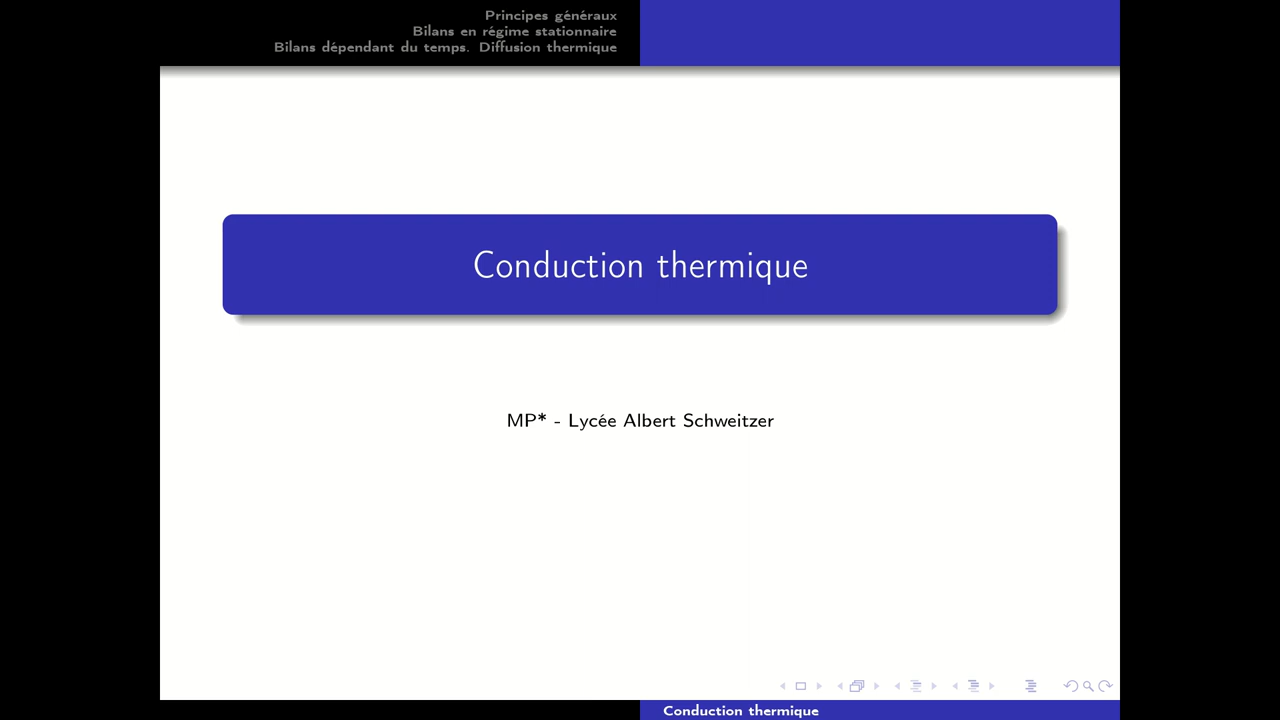 Principes généraux
Bilans en régime stationnaire
Bilans dépendant du temps. Diffusion thermique
Conduction thermique
MP* - Lycée Albert Schweitzer
Conduction thermique